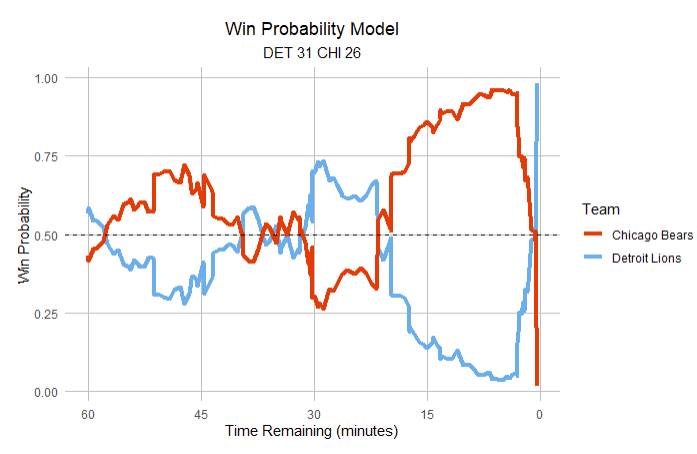 Win Probability Model
DET 31 CHI 26
Win Probability
1.00
0.75
0.50
0.25
0.00
60
45
30
15
0
Time Remaining (minutes)
Team
Chicago Bears
Detroit Lions